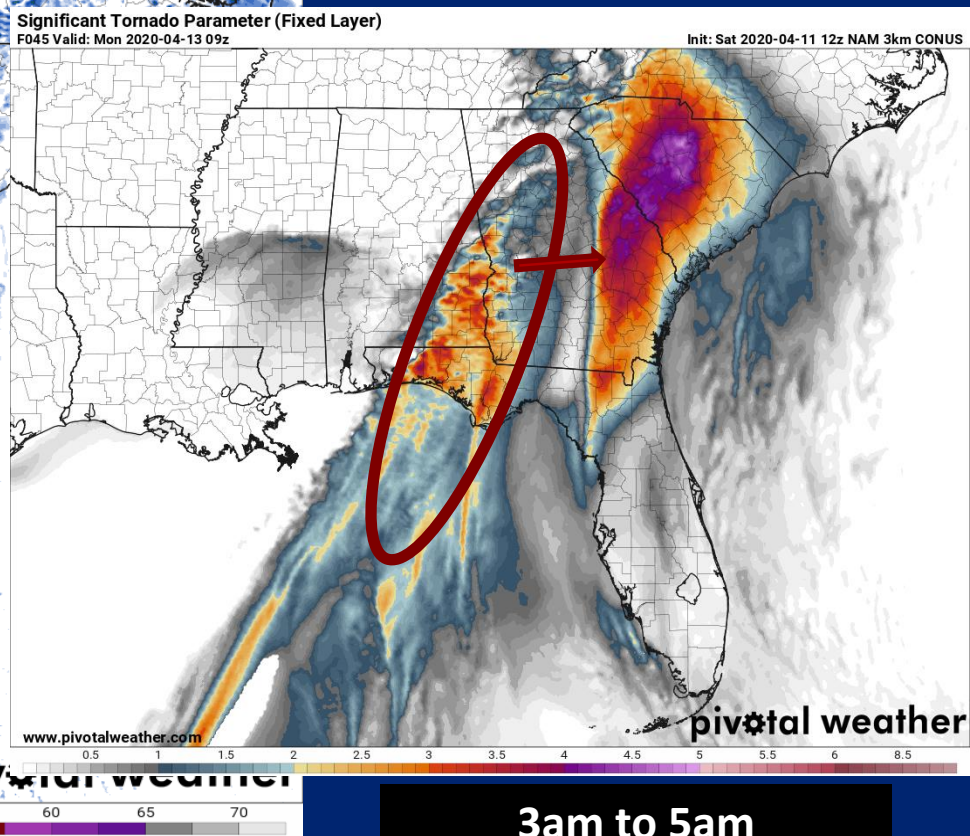 Significant Tornado Parameter (Fixed Layer)
F045 Valid: Mon 2020-04-13 09z Init: Sat 2020-04-11 12z NAM 3km CONUS
www.pivotalweather.com
pivotal weather
0.5 1 1.5 2 2.5 3 3.5 4 4.5 5 5.5 6 8.5
weather
60 65 70
3am to 5am